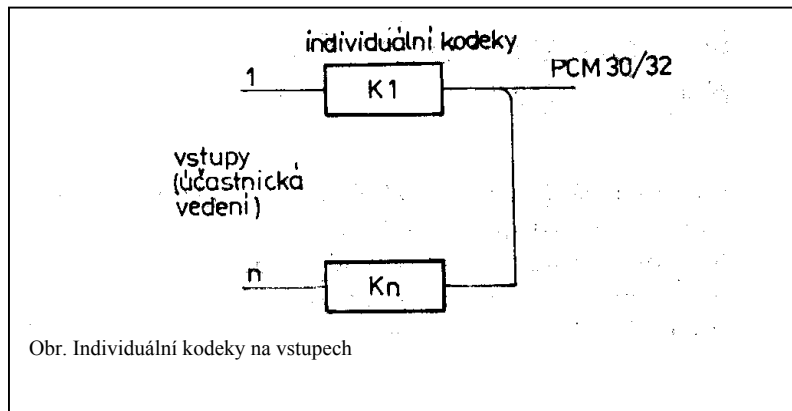 individuální kodeky
PCM 30/32
1
K1
vstupy
(účastnická
vedení)
n
Kn
Obr. Individuální kodeky na vstupech